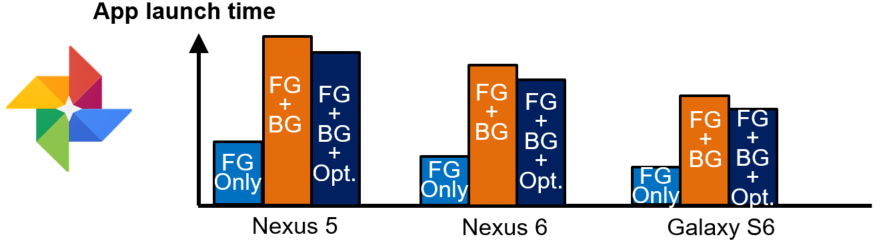 App launch time
FG
Only
FG
+
BG
FG
+
BG
+
Opt.
FG
Only
FG
+
BG
FG
+
BG
+
Opt.
FG
Only
FG
+
BG
FG
+
BG
+
Opt.
Nexus 5
Nexus 6
Galaxy S6